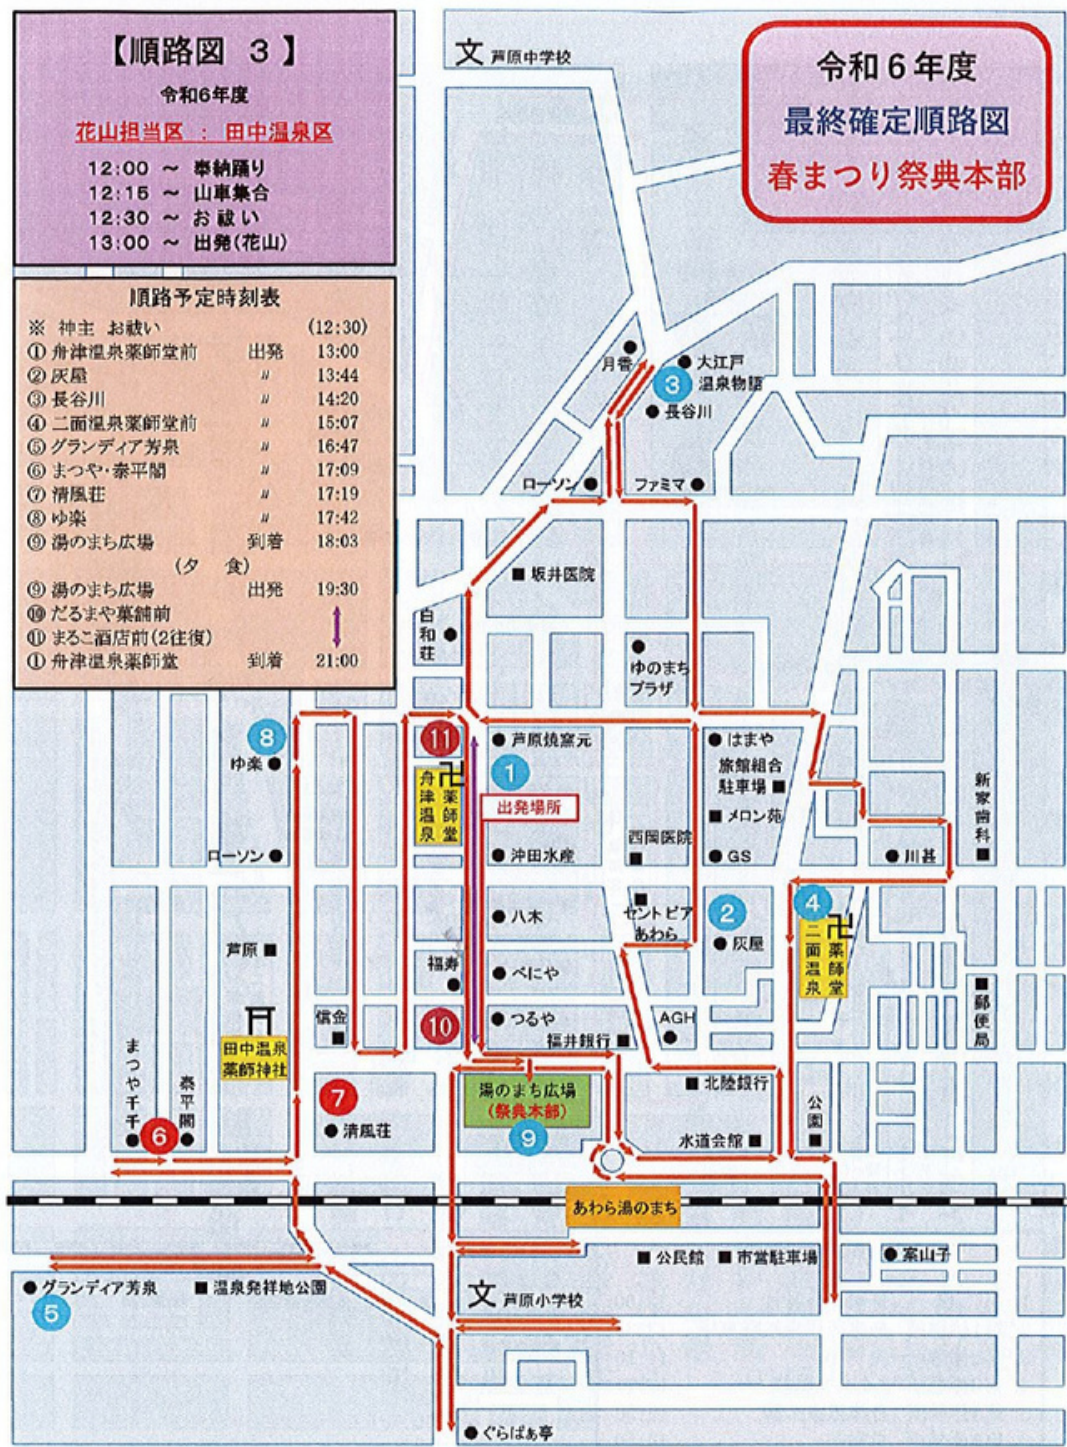 【順路図 3】
令和6年度
花山担当区 : 田中温泉区
12:00 ～ 奉納踊り
12:15 ～ 山車集合
12:30 ～ お祓い
13:00 ～ 出発(花山)
令和6年度
最終確定順路図
春まつり祭典本部
順路予定時刻表
※ 神主 お祓い (12:30)
① 舟津温泉薬師堂前 出発 13:00
② 灰屋 〃 13:44
③ 長谷川 〃 14:20
④ 二面温泉薬師堂前 〃 15:07
⑤ グランディア芳泉 〃 16:47
⑥ まつや・泰平閣 〃 17:09
⑦ 清風荘 〃 17:19
⑧ ゆ楽 〃 17:42
⑨ 湯のまち広場 到着 18:03
(夕 食)
⑨ 湯のまち広場 出発 19:30
⑩ だるまや菓舗前
⑪ まるこ酒店前(2往復)
① 舟津温泉薬師堂 到着 21:00
文 芦原中学校
月香
大江戸
温泉物語
3
長谷川
ローソン
ファミマ
坂井医院
白和荘
ゆのまち
プラザ
8
ゆ楽
11
卍
舟津温泉
薬師堂
芦原焼窯元
1
出発場所
はまや
旅館組合
駐車場
メロン苑
新家歯科
西岡医院
ローソン
沖田水産
GS
川甚
八木
セントピア
あわら
2
灰屋
4
卍
二面温泉
薬師堂
芦原
福寿
べにや
郵便局
信金
10
つるや
福井銀行
AGH
田中温泉
薬師神社
まつや千千
泰平閣
6
7
清風荘
湯のまち広場
(祭典本部)
9
北陸銀行
水道会館
公園
あわら湯のまち
公民館
市営駐車場
案山子
グランディア芳泉
5
温泉発祥地公園
文 芦原小学校
ぐらばぁ亭